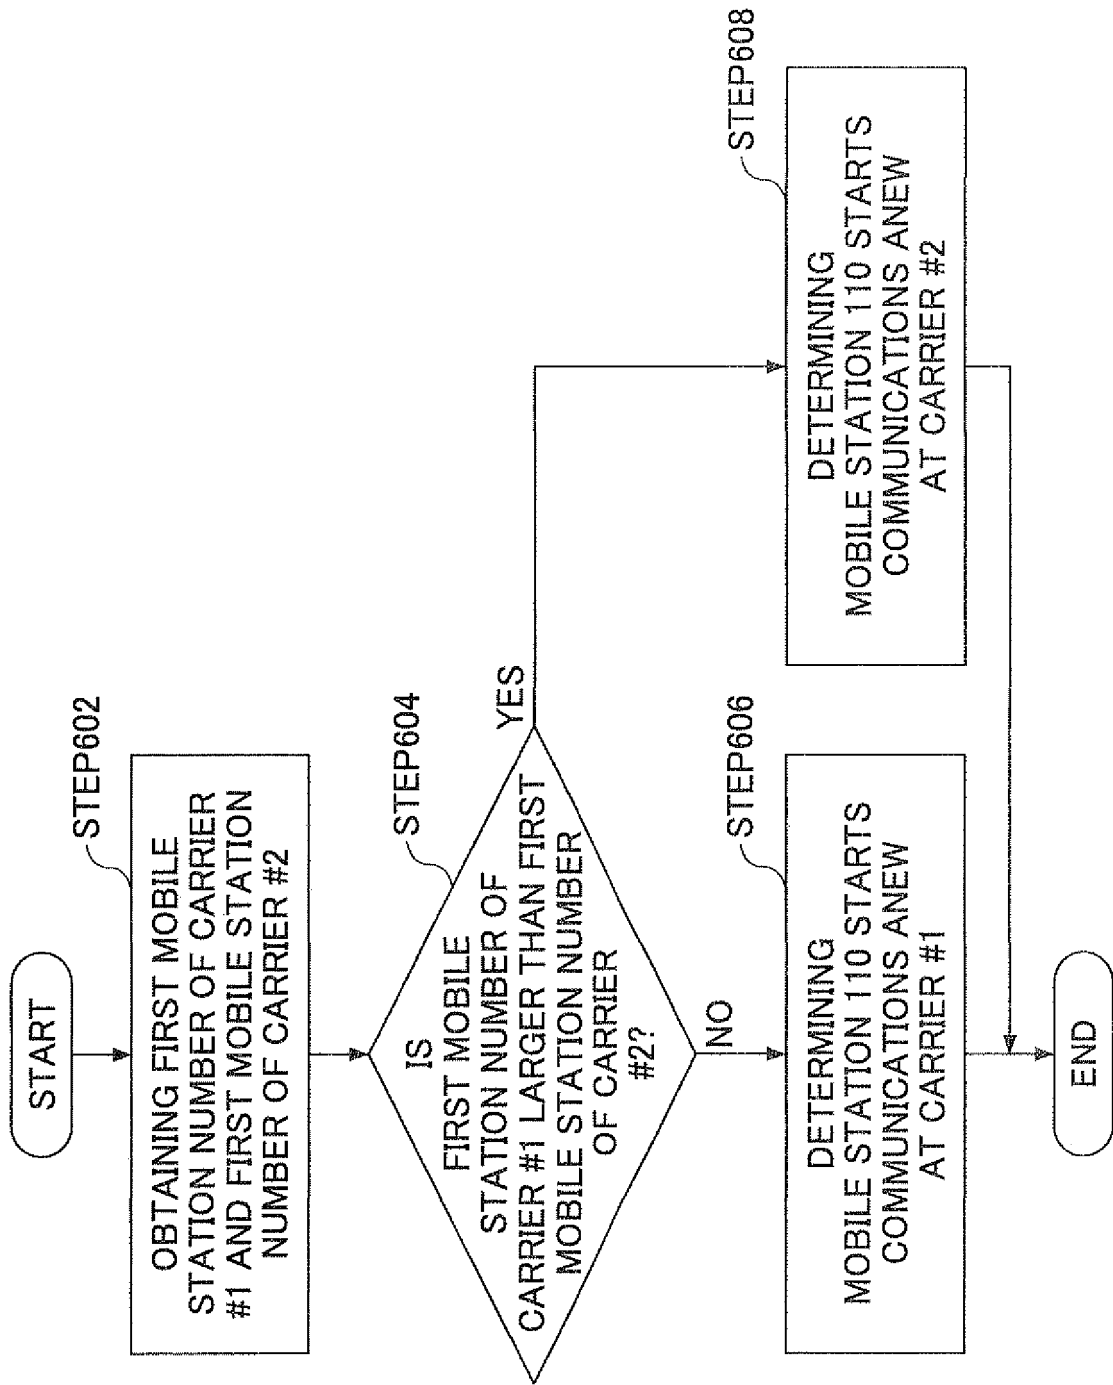 START
STEP602
OBTAINING FIRST MOBILE
STATION NUMBER OF CARRIER
#1 AND FIRST MOBILE STATION
NUMBER OF CARRIER #2
STEP604
IS
FIRST MOBILE
STATION NUMBER OF
CARRIER #1 LARGER THAN FIRST
MOBILE STATION NUMBER
OF CARRIER
#2?
YES
NO
STEP606
DETERMINING
MOBILE STATION 110 STARTS
COMMUNICATIONS ANEW
AT CARRIER #1
STEP608
DETERMINING
MOBILE STATION 110 STARTS
COMMUNICATIONS ANEW
AT CARRIER #2
END